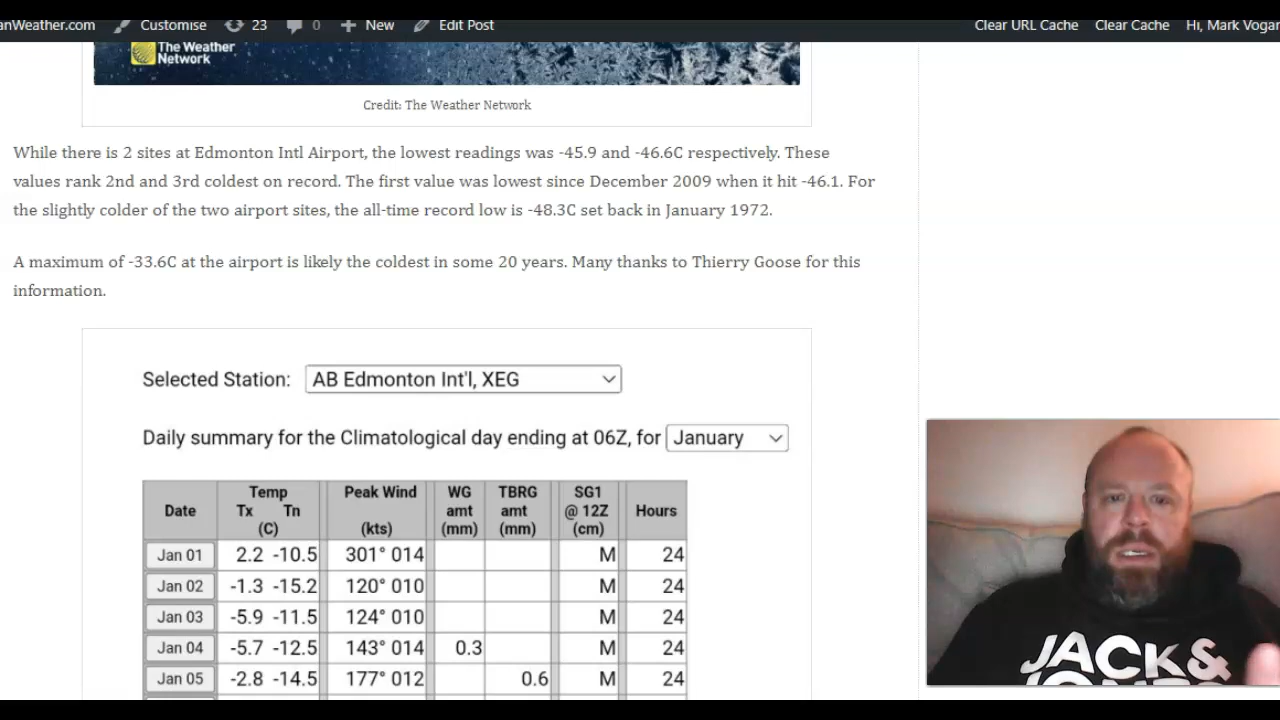 anWeather.com Customise 23 0 New Edit Post Clear URL Cache Clear Cache Hi, Mark Vogan
The Weather
Network
Credit: The Weather Network
While there is 2 sites at Edmonton Intl Airport, the lowest readings was -45.9 and -46.6C respectively. These
values rank 2nd and 3rd coldest on record. The first value was lowest since December 2009 when it hit -46.1. For
the slightly colder of the two airport sites, the all-time record low is -48.3C set back in January 1972.
A maximum of -33.6C at the airport is likely the coldest in some 20 years. Many thanks to Thierry Goose for this
information.
Selected Station: AB Edmonton Int'l, XEG
Daily summary for the Climatological day ending at 06Z, for January
Date Temp Tx Tn (C) Peak Wind (kts) WG amt (mm) TBRG amt (mm) SG1 @ 12Z (cm) Hours
Jan 01 2.2 -10.5 301° 014 M 24
Jan 02 -1.3 -15.2 120° 010 M 24
Jan 03 -5.9 -11.5 124° 010 M 24
Jan 04 -5.7 -12.5 143° 014 0.3 M 24
Jan 05 -2.8 -14.5 177° 012 0.6 M 24
JACK &
JONES